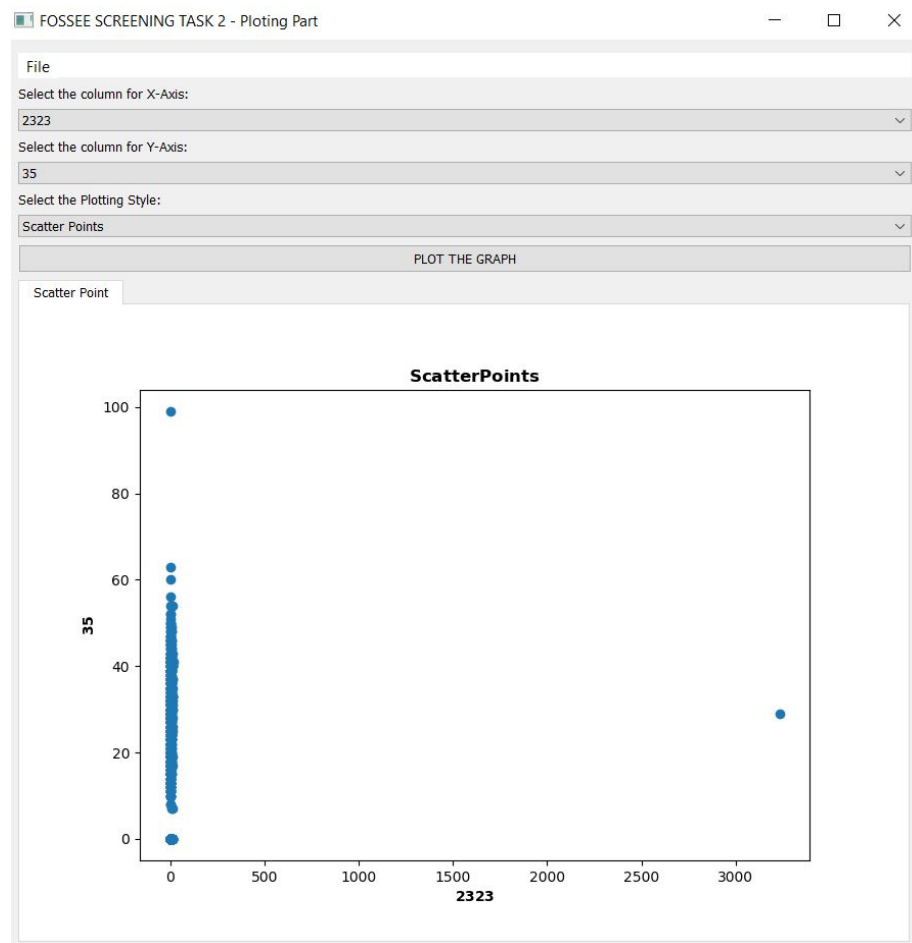 FOSSEE SCREENING TASK 2 - Ploting Part
File
Select the column for X-Axis:
2323
Select the column for Y-Axis:
35
Select the Plotting Style:
Scatter Points
PLOT THE GRAPH
Scatter Point
ScatterPoints
100
80
60
40
20
0
35
0 500 1000 1500 2000 2500 3000
2323